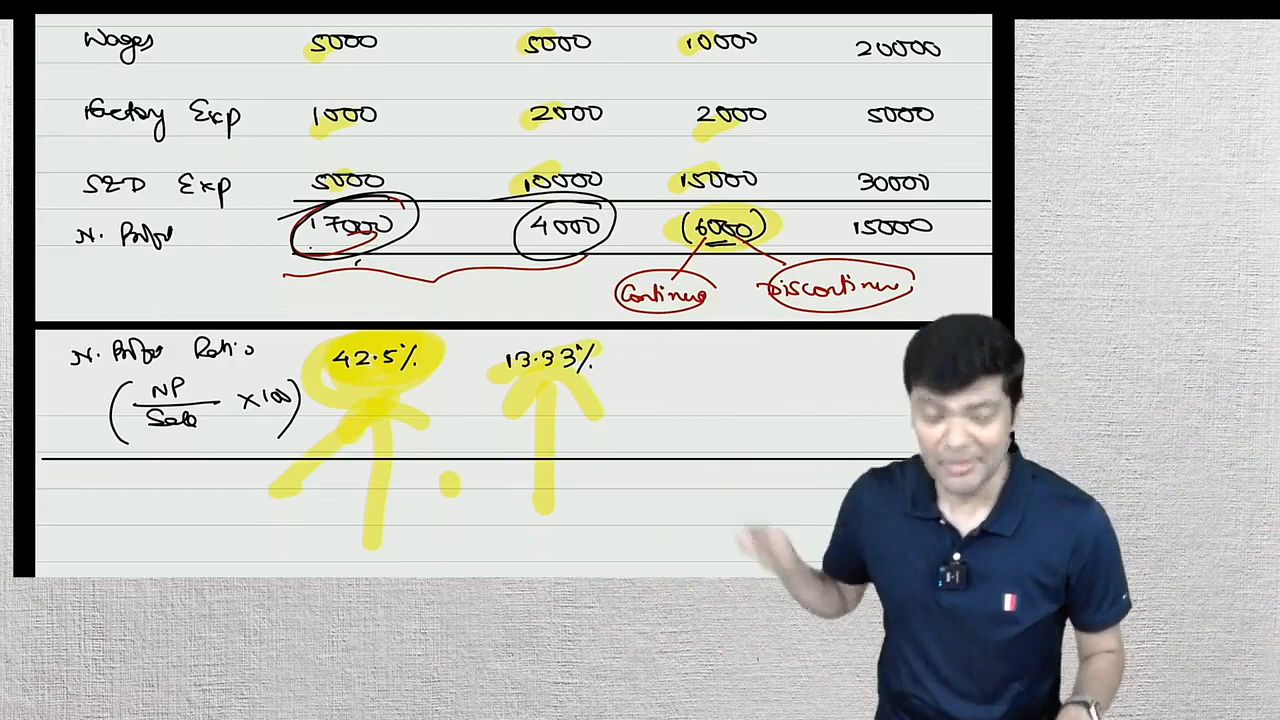 Wages 5000 5000 10000 20000
Factory Exp 1000 2000 2000 5000
S&D Exp 5000 10000 15000 30000
N. Profit 17000 4000 (6000) 15000
Continue Discontinue
N. Profit Ratio 42.5% 13.33%
(NP
/Sales × 100)